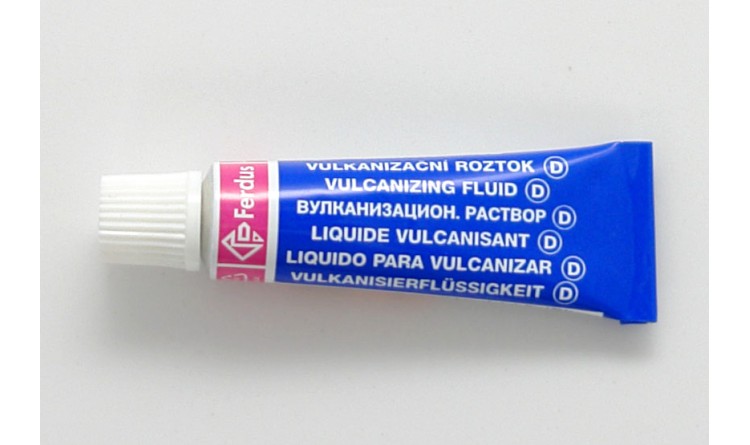 Ferdus
VULKANIZAČNÍ ROZTOK D
VULCANIZING FLUID D
ВУЛКАНИЗАЦИОН. РАСТВОР D
LIQUIDE VULCANISANT D
LIQUIDO PARA VULCANIZAR D
VULKANISIERFLÜSSIGKEIT D